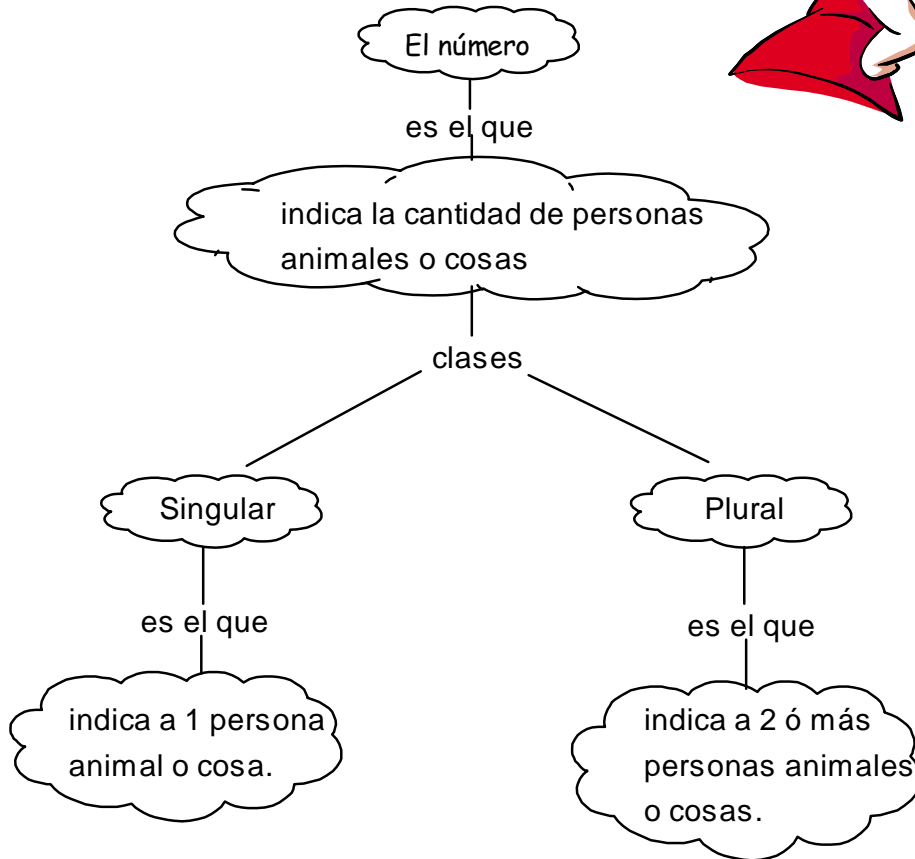 El número
es el que
indica la cantidad de personas
animales o cosas
clases
Singular
Plural
es el que
es el que
indica a 1 persona
animal o cosa.
indica a 2 ó más
personas animales
o cosas.